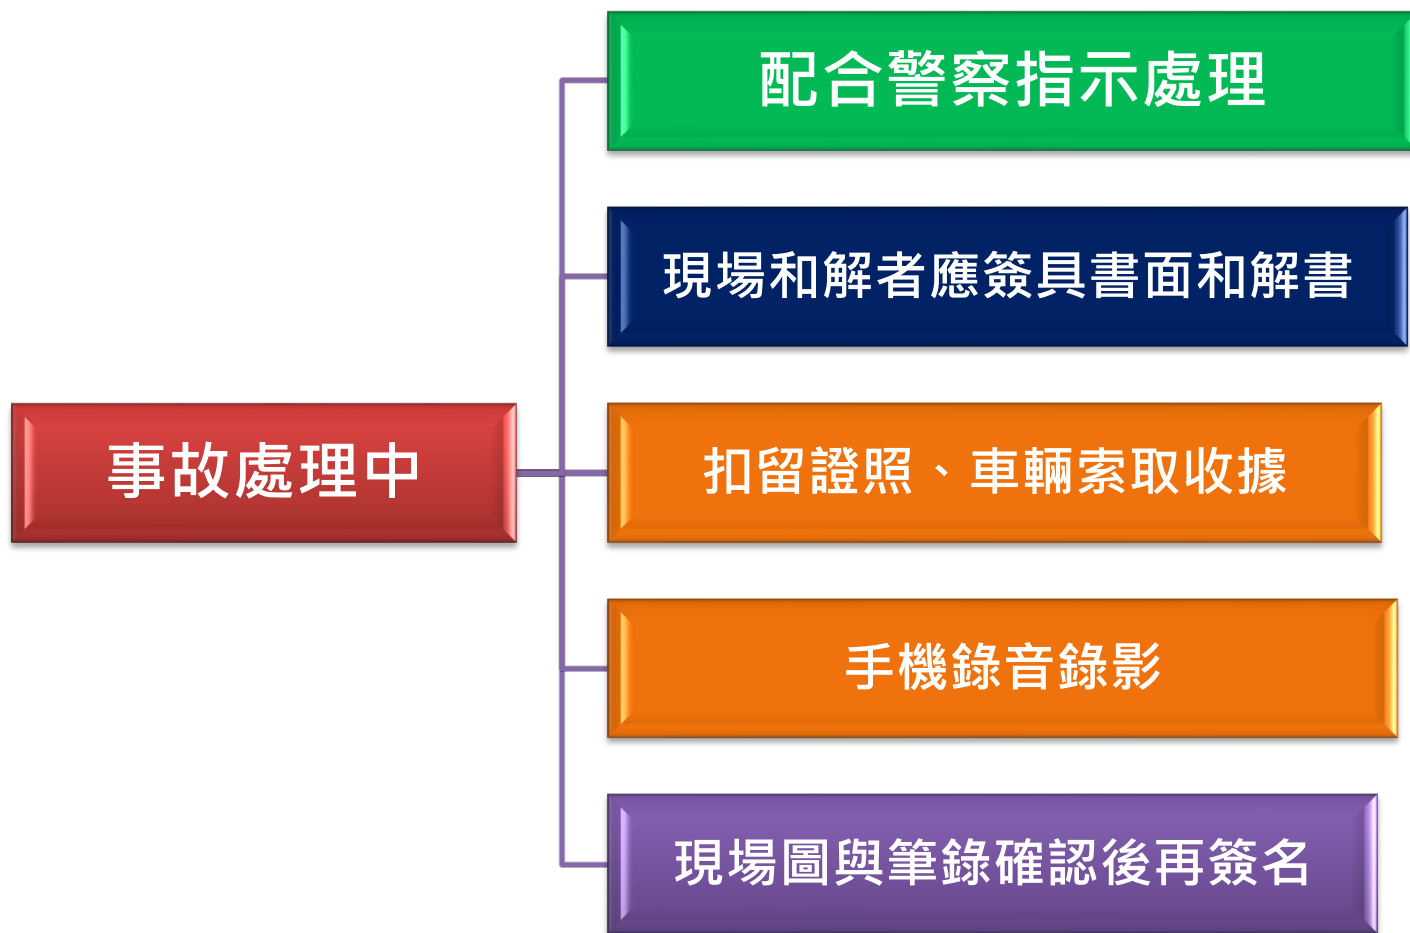 事故處理中
配合警察指示處理
現場和解者應簽具書面和解書
扣留證照、車輛索取收據
手機錄音錄影
現場圖與筆錄確認後再簽名